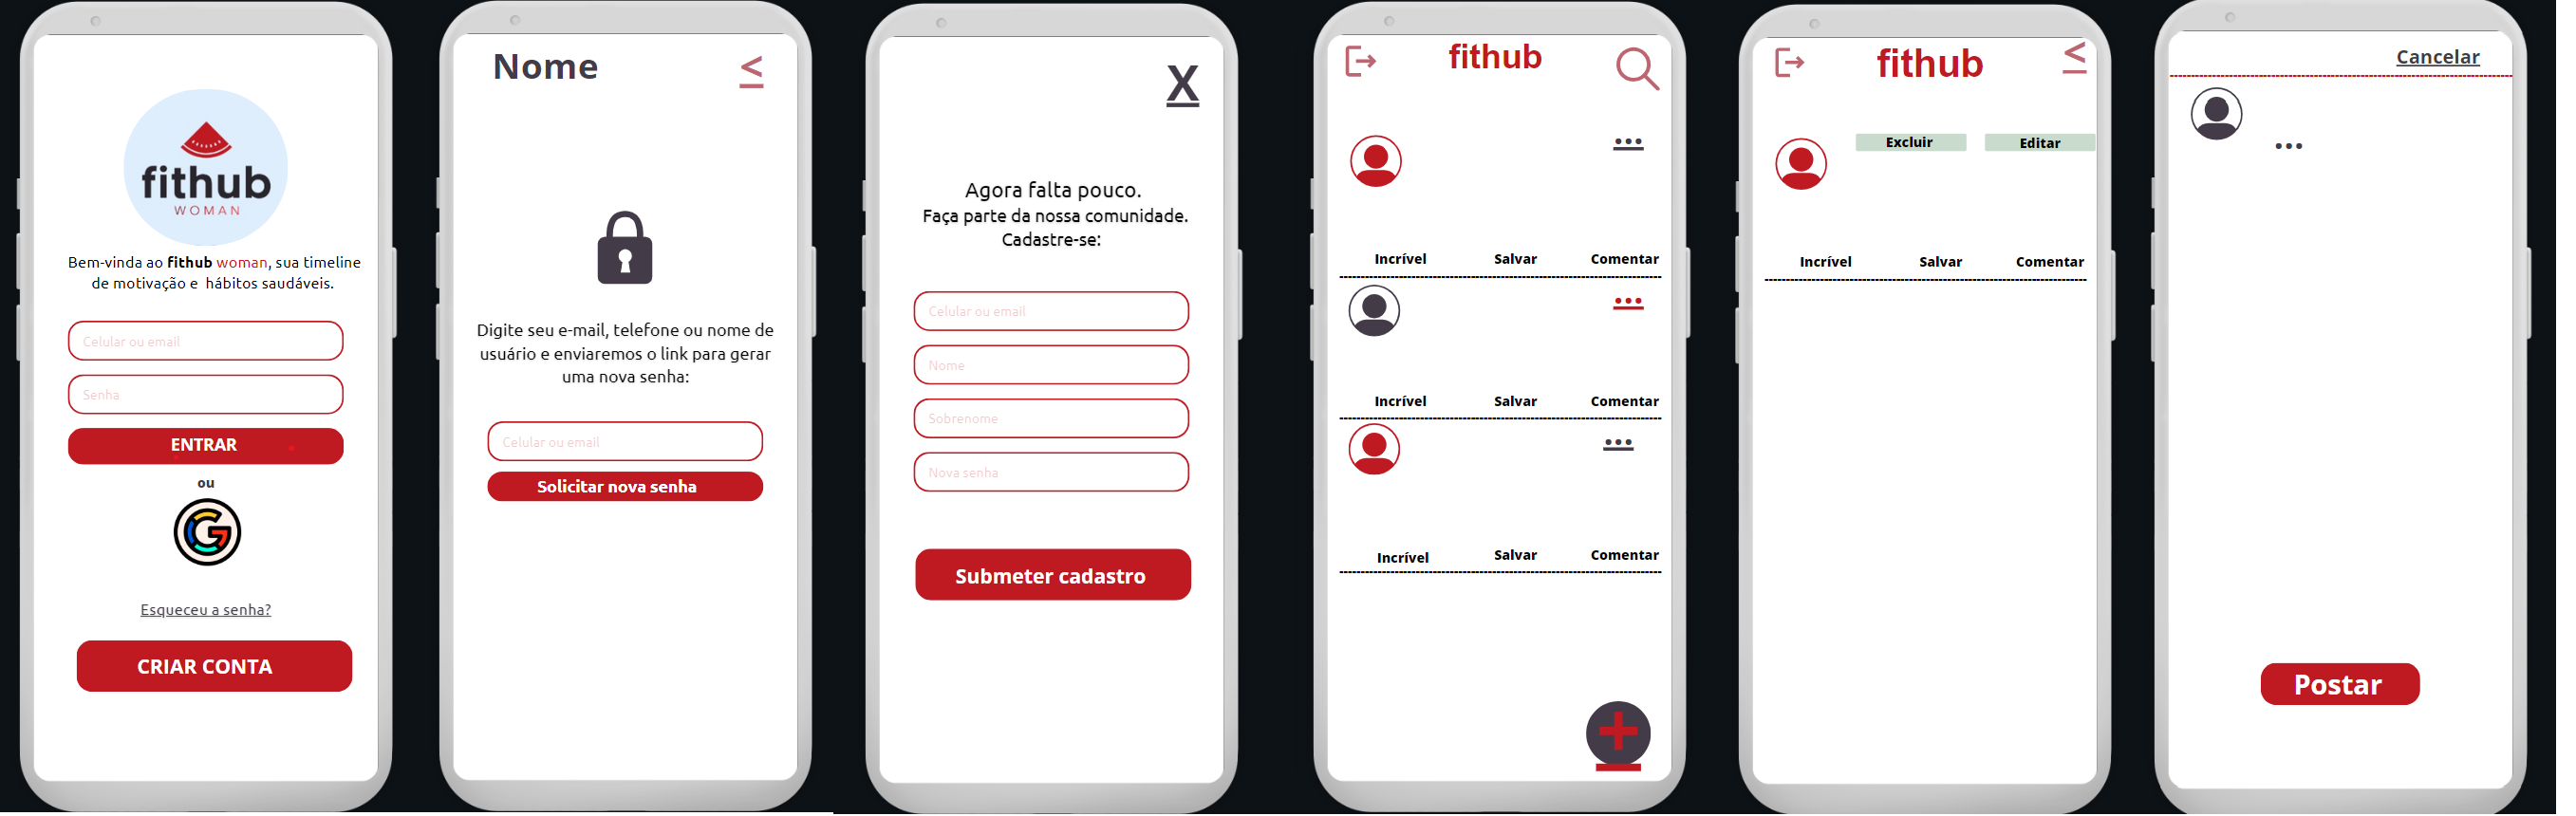 fithub
WOMAN
Bem-vinda ao fithub woman, sua timeline
de motivação e hábitos saudáveis.
Celular ou email
Senha
ENTRAR
ou
G
Esqueceu a senha?
CRIAR CONTA
Nome
<
Digite seu e-mail, telefone ou nome de
usuário e enviaremos o link para gerar
uma nova senha:
Celular ou email
Solicitar nova senha
X
Agora falta pouco.
Faça parte da nossa comunidade.
Cadastre-se:
Celular ou email
Nome
Sobrenome
Nova senha
Submeter cadastro
fithub
...
Incrível Salvar Comentar
...
Incrível Salvar Comentar
...
Incrível Salvar Comentar
+
fithub <
Excluir Editar
Incrível Salvar Comentar
Cancelar
...
Postar